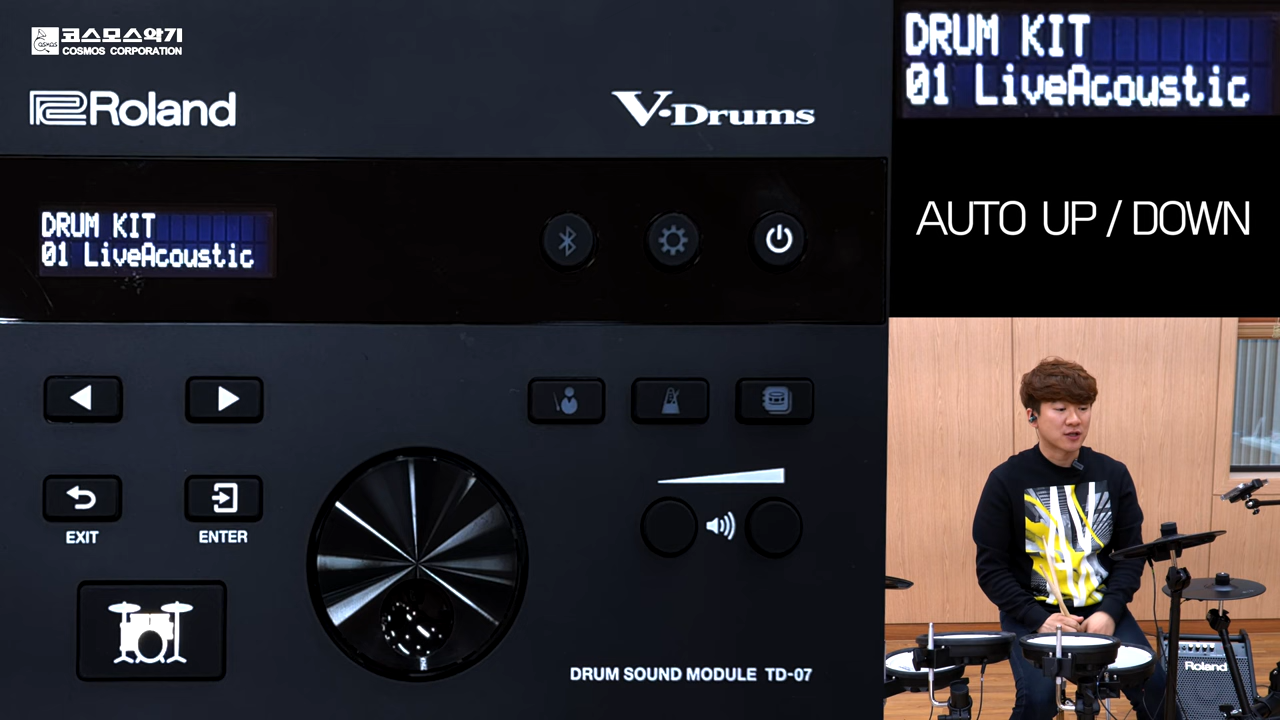 코스모스악기
COSMOS CORPORATION
Roland
V-Drums
DRUM KIT
01 LiveAcoustic
EXIT
ENTER
DRUM SOUND MODULE TD-07
DRUM KIT
01 LiveAcoustic
AUTO UP / DOWN
Roland